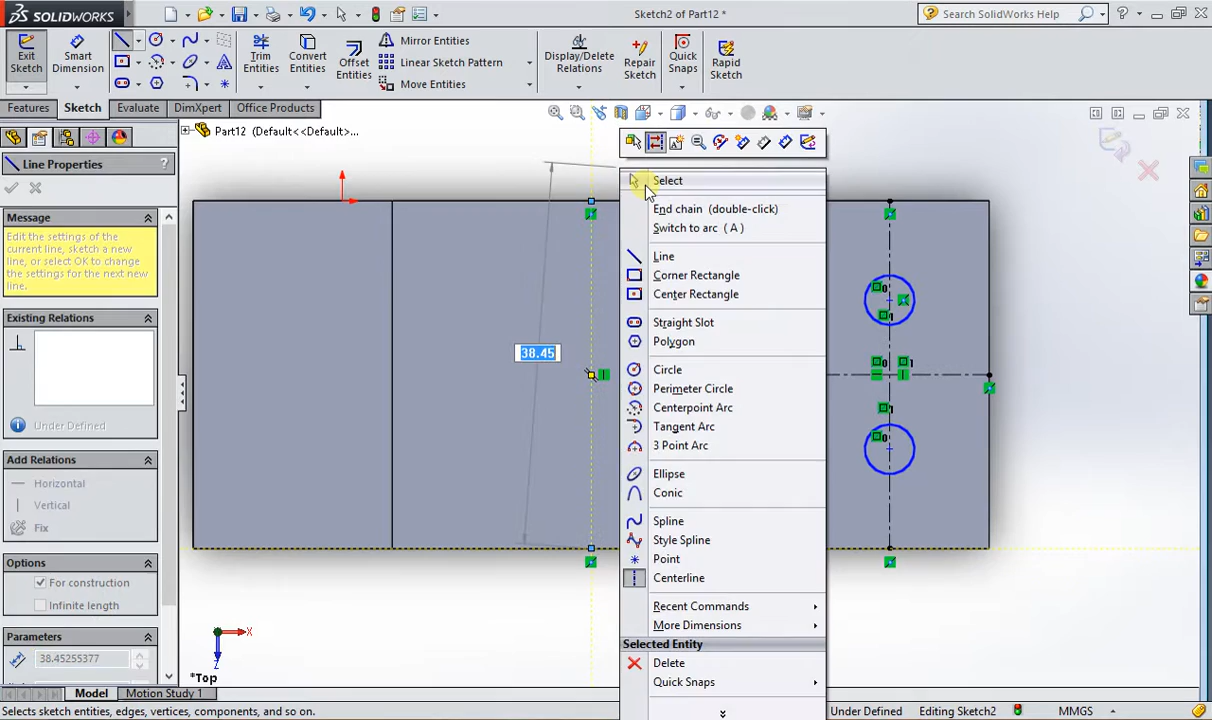 SOLIDWORKS
Sketch2 of Part12 *
Search SolidWorks Help
Exit Sketch
Smart Dimension
Trim Entities
Convert Entities
Offset Entities
Mirror Entities
Linear Sketch Pattern
Move Entities
Display/Delete Relations
Repair Sketch
Quick Snaps
Rapid Sketch
Features
Sketch
Evaluate
DimXpert
Office Products
Part12 (Default<<Default>...
Line Properties
?
Message
Edit the settings of the
current line, sketch a new
line, or select OK to change
the settings for the next new
line.
Existing Relations
Under Defined
Add Relations
Horizontal
Vertical
Fix
Options
For construction
Infinite length
Parameters
38.45255377
38.45
Select
End chain (double-click)
Switch to arc ( A )
Line
Corner Rectangle
Center Rectangle
Straight Slot
Polygon
Circle
Perimeter Circle
Centerpoint Arc
Tangent Arc
3 Point Arc
Ellipse
Conic
Spline
Style Spline
Point
Centerline
Recent Commands
More Dimensions
Selected Entity
Delete
Quick Snaps
0
1
0
1
1
0
X
Z
*Top
Model
Motion Study 1
Selects sketch entities, edges, vertices, components, and so on.
Under Defined
Editing Sketch2
MMGS